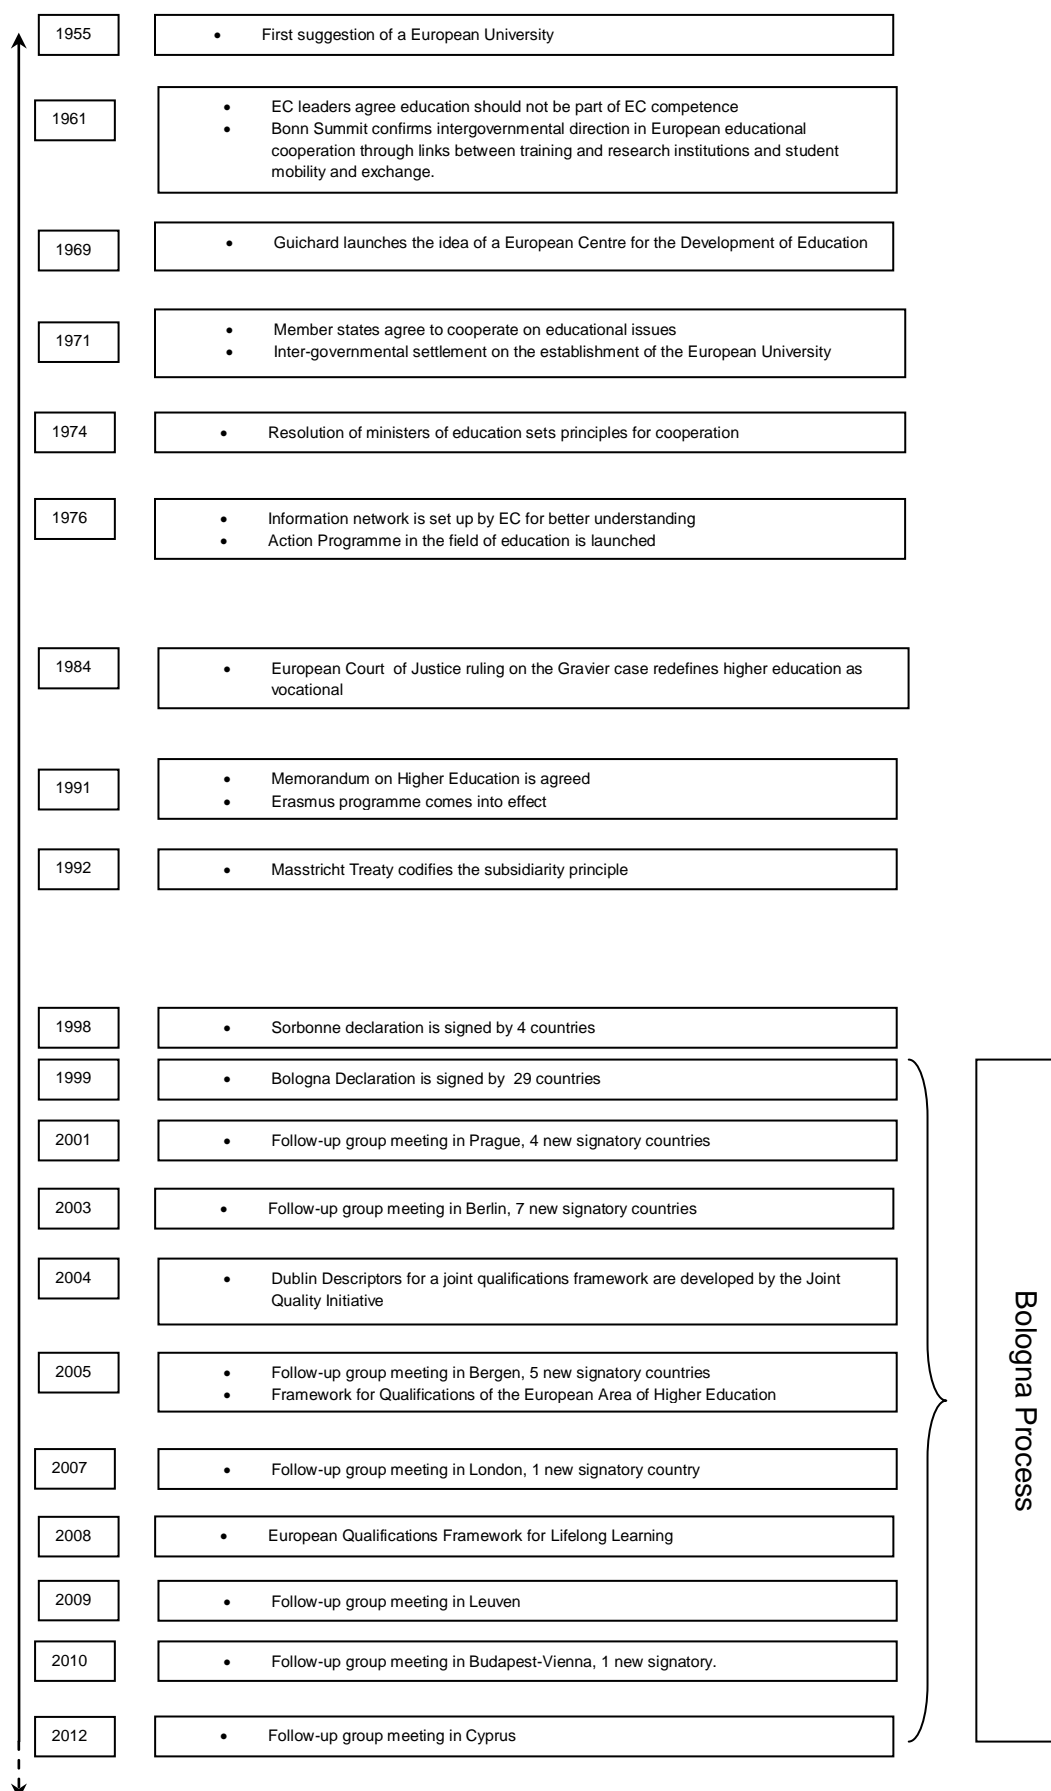 1955
• First suggestion of a European University
1961
• EC leaders agree education should not be part of EC competence
• Bonn Summit confirms intergovernmental direction in European educational
cooperation through links between training and research institutions and student
mobility and exchange.
1969
• Guichard launches the idea of a European Centre for the Development of Education
1971
• Member states agree to cooperate on educational issues
• Inter-governmental settlement on the establishment of the European University
1974
• Resolution of ministers of education sets principles for cooperation
1976
• Information network is set up by EC for better understanding
• Action Programme in the field of education is launched
1984
• European Court  of Justice ruling on the Gravier case redefines higher education as
vocational
1991
• Memorandum on Higher Education is agreed
• Erasmus programme comes into effect
1992
• Masstricht Treaty codifies the subsidiarity principle
1998
• Sorbonne declaration is signed by 4 countries
1999
• Bologna Declaration is signed by  29 countries
2001
• Follow-up group meeting in Prague, 4 new signatory countries
2003
• Follow-up group meeting in Berlin, 7 new signatory countries
2004
• Dublin Descriptors for a joint qualifications framework are developed by the Joint
Quality Initiative
2005
• Follow-up group meeting in Bergen, 5 new signatory countries
• Framework for Qualifications of the European Area of Higher Education
2007
• Follow-up group meeting in London, 1 new signatory country
2008
• European Qualifications Framework for Lifelong Learning
2009
• Follow-up group meeting in Leuven
2010
• Follow-up group meeting in Budapest-Vienna, 1 new signatory.
2012
• Follow-up group meeting in Cyprus
Bologna Process